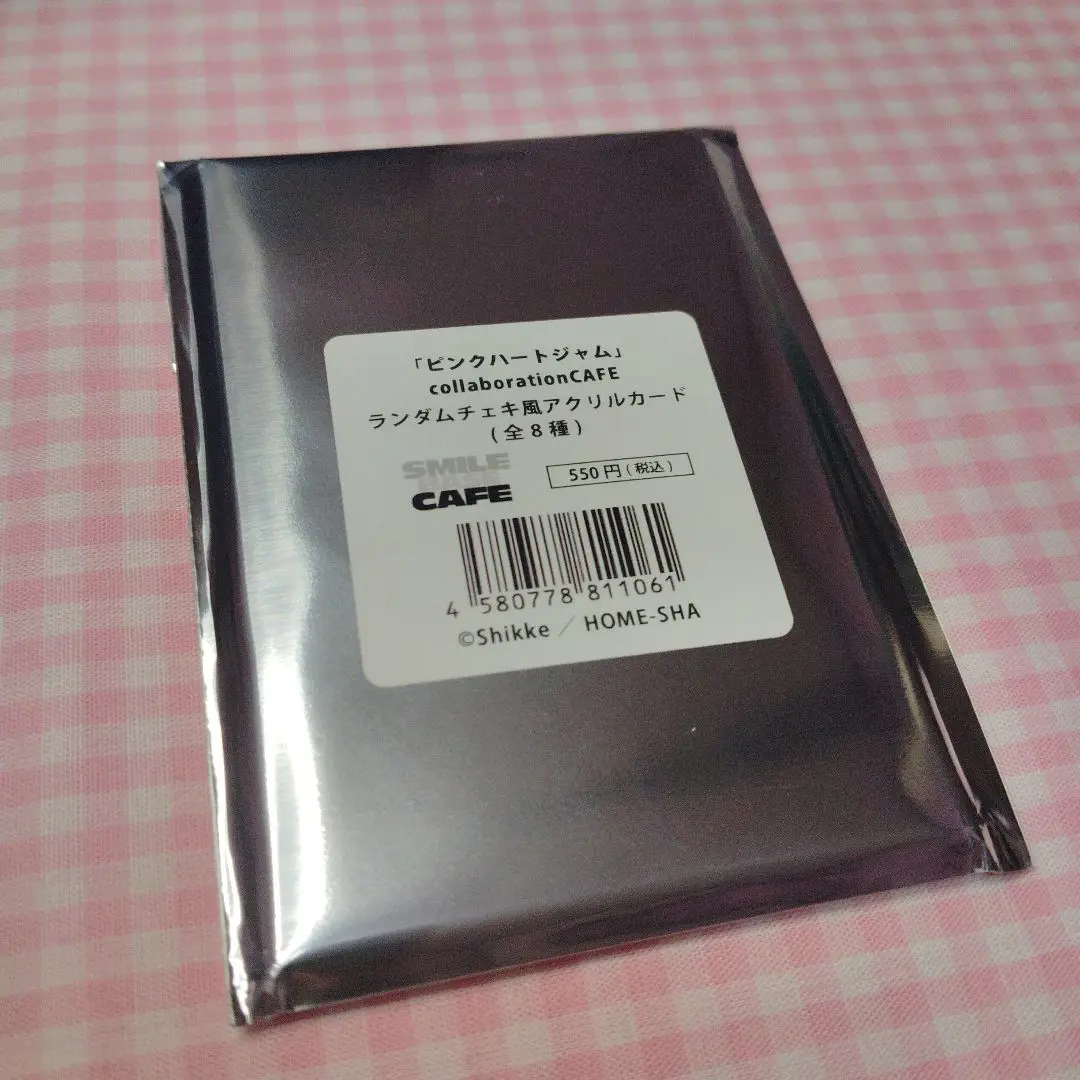 「ピンクハートジャム」
collaborationCAFE
ランダムチェキ風アクリルカード
(全8種)
SMILE
CAFE
550円(税込)
4 580778 811061
©Shikke／HOME-SHA